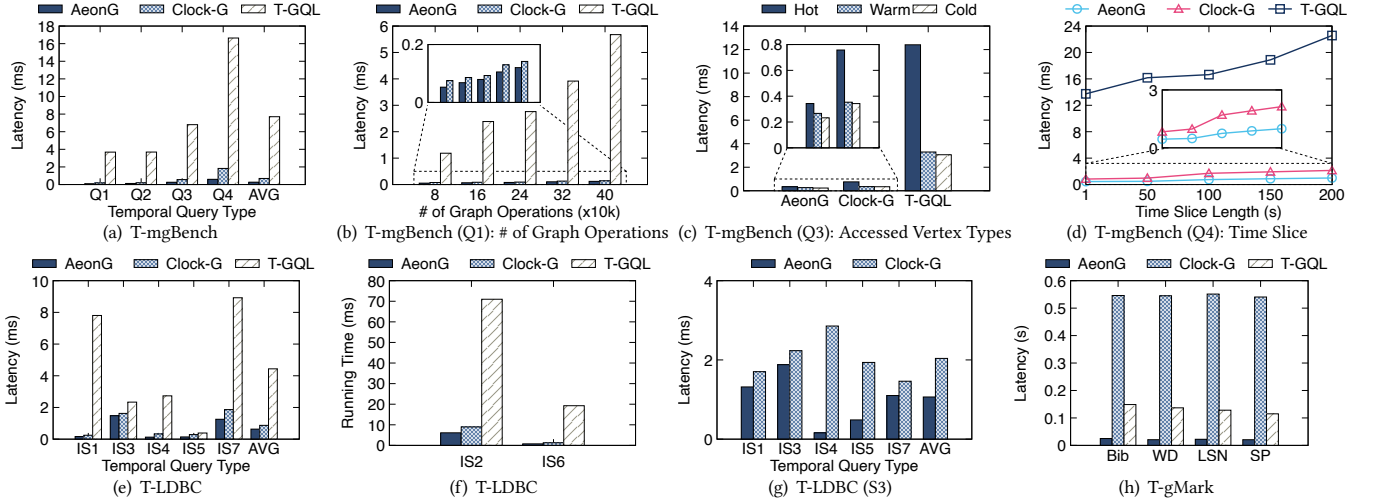 AeonG Clock-G T-GQL
Latency (ms)
18
16
14
12
10
8
6
4
2
0
Q1 Q2 Q3 Q4 AVG
Temporal Query Type
(a) T-mgBench
AeonG Clock-G T-GQL
Latency (ms)
6
5
4
3
2
1
0
0.2
0
8 16 24 32 40
# of Graph Operations (x10k)
(b) T-mgBench (Q1): # of Graph Operations
Hot Warm Cold
Latency (ms)
14
12
10
8
6
4
2
0
0.8
0.6
0.4
0.2
0
AeonG Clock-G T-GQL
(c) T-mgBench (Q3): Accessed Vertex Types
AeonG Clock-G T-GQL
Latency (ms)
24
20
16
12
8
4
0
3
0
1 50 100 150 200
Time Slice Length (s)
(d) T-mgBench (Q4): Time Slice
AeonG Clock-G T-GQL
Latency (ms)
10
8
6
4
2
0
IS1 IS3 IS4 IS5 IS7 AVG
Temporal Query Type
(e) T-LDBC
AeonG Clock-G T-GQL
Running Time (ms)
80
70
60
50
40
30
20
10
0
IS2 IS6
(f) T-LDBC
AeonG Clock-G
Latency (ms)
4
2
0
IS1 IS3 IS4 IS5 IS7 AVG
Temporal Query Type
(g) T-LDBC (S3)
AeonG Clock-G T-GQL
Latency (s)
0.6
0.5
0.4
0.3
0.2
0.1
0
Bib WD LSN SP
(h) T-gMark